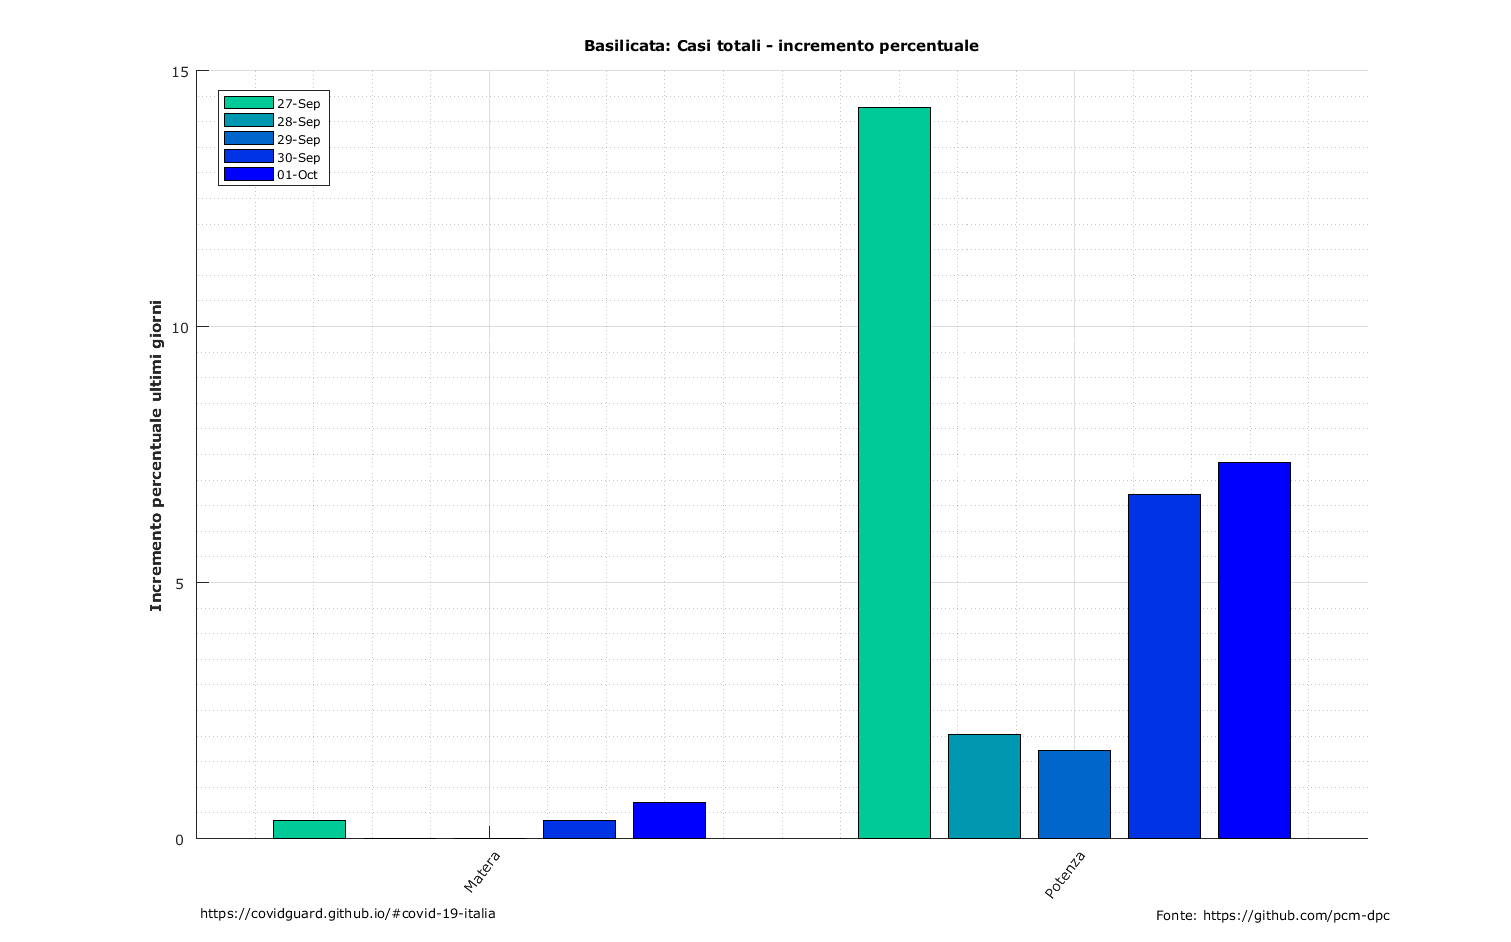 Basilicata: Casi totali - incremento percentuale
15
10
5
0
Incremento percentuale ultimi giorni
27-Sep
28-Sep
29-Sep
30-Sep
01-Oct
Matera
Potenza
https://covidguard.github.io/#covid-19-italia
Fonte: https://github.com/pcm-dpc